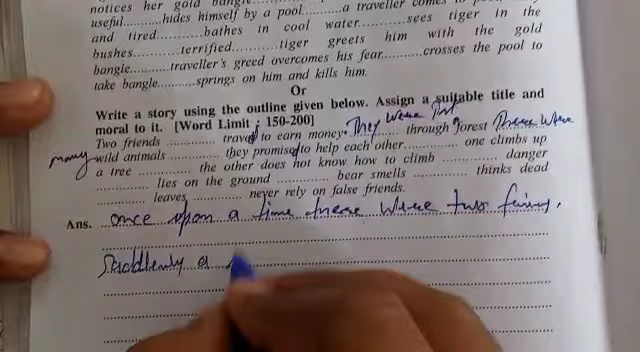 notices her gold bangle
useful..........hides himself by a pool..........a traveller comes to
and tired..........bathes in cool water..........sees tiger in the
bushes..........terrified..........tiger greets him with the gold
bangle..........traveller's greed overcomes his fear..........crosses the pool to
take bangle..........springs on him and kills him.
Or
Write a story using the outline given below. Assign a suitable title and
moral to it. [Word Limit : 150-200]
Two friends .............. traveld to earn money. They were through a forest There were
many wild animals .............. they promised to help each other .............. one climbs up
a tree .............. the other does not know how to climb .............. danger
.............. lies on the ground .............. bear smells .............. thinks dead
.............. leaves .............. never rely on false friends.
Ans. once upon a time there were two
Suddenly a